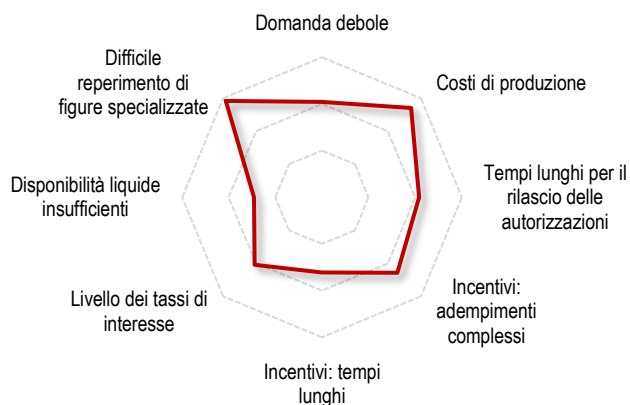 Domanda debole
Costi di produzione
Tempi lunghi per il
rilascio delle
autorizzazioni
Incentivi:
adempimenti
complessi
Incentivi: tempi
lunghi
Livello dei tassi di
interesse
Disponibilità liquide
insufficienti
Difficile
reperimento di
figure specializzate